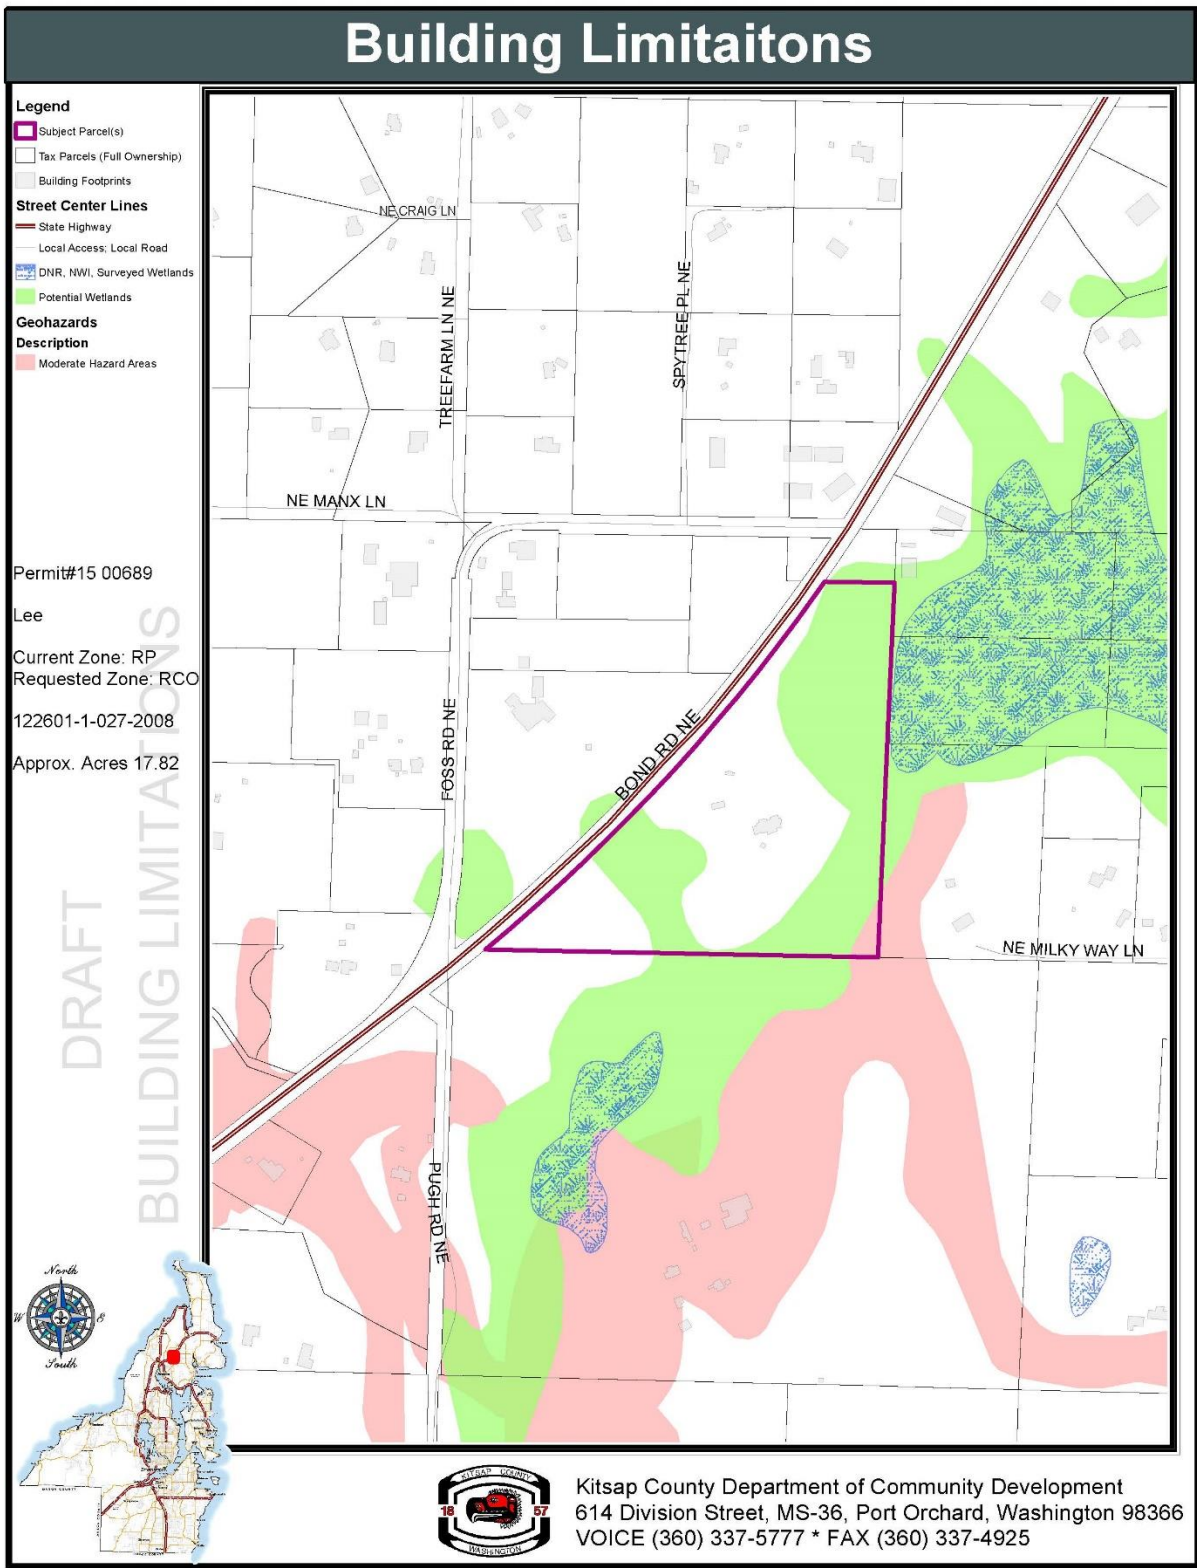 Building Limitaitons
Legend
Subject Parcel(s)
Tax Parcels (Full Ownership)
Building Footprints
Street Center Lines
State Highway
Local Access; Local Road
DNR, NWI, Surveyed Wetlands
Potential Wetlands
Geohazards
Description
Moderate Hazard Areas
Permit#15 00689
Lee
Current Zone: RP
Requested Zone: RCO
122601-1-027-2008
Approx. Acres 17.82
DRAFT
BUILDING LIMITATIONS
NE CRAIG LN
TREEFARM LN NE
SPYTREE PL NE
NE MANX LN
FOSS RD NE
BOND RD NE
NE MILKY WAY LN
PUGH RD NE
North
W
S
South
KITSAP COUNTY
18 57
WASHINGTON
Kitsap County Department of Community Development
614 Division Street, MS-36, Port Orchard, Washington 98366
VOICE (360) 337-5777 * FAX (360) 337-4925